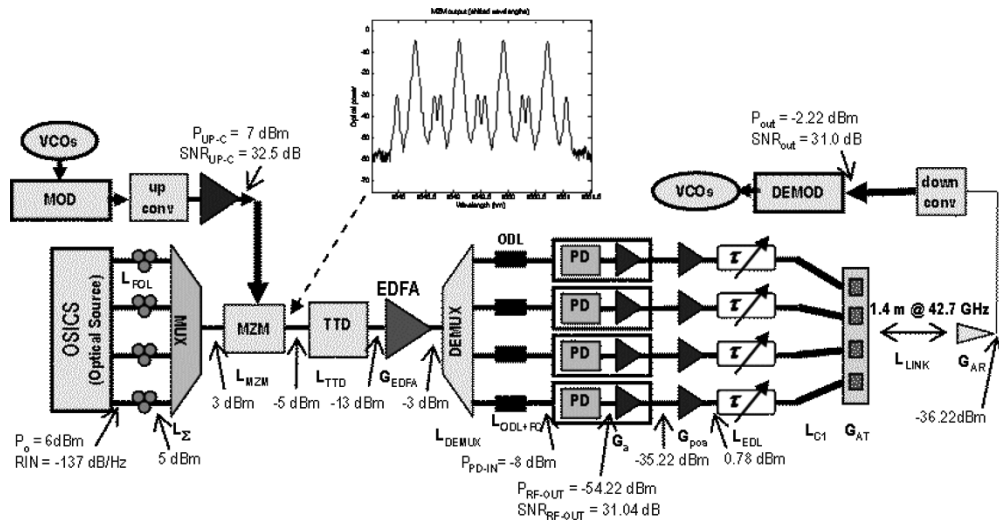 MZM output (shifted wavelengths)
Optical power
Wavelength (nm)
VCOs
MOD
up
conv
P_UP-C = 7 dBm
SNR_UP-C = 32.5 dB
P_out = -2.22 dBm
SNR_out = 31.0 dB
VCOs
DEMOD
down
conv
OSICS
(Optical Source)
L_POL
MUX
MZM
TTD
EDFA
DEMUX
ODL
PD
τ
PD
τ
PD
τ
PD
τ
1.4 m @ 42.7 GHz
L_LINK
G_AR
L_MZM
L_TTD
G_EDFA
3 dBm
-5 dBm
-13 dBm
-3 dBm
L_Σ
L_DEMUX
L_ODL+FO
G_a
G_poa
L_EDL
L_C1
G_AT
-36.22dBm
P_o = 6dBm
RIN = -137 dB/Hz
5 dBm
P_PD-IN = -8 dBm
-35.22 dBm
0.78 dBm
P_RF-OUT = -54.22 dBm
SNR_RF-OUT = 31.04 dB